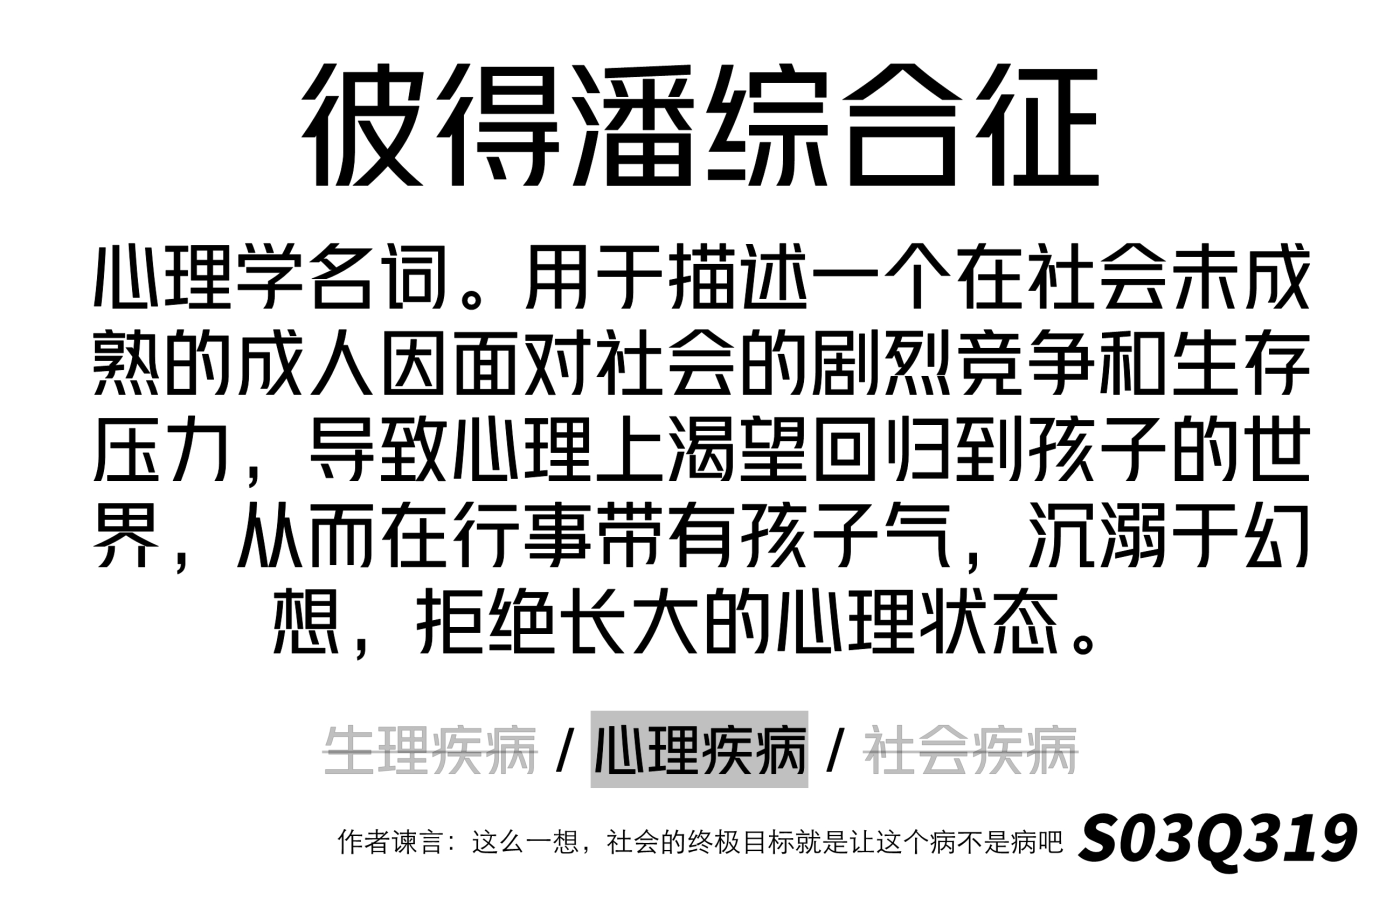 彼得潘综合征
心理学名词。用于描述一个在社会未成
熟的成人因面对社会的剧烈竞争和生存
压力，导致心理上渴望回归到孩子的世
界，从而在行事带有孩子气，沉溺于幻
想，拒绝长大的心理状态。
生理疾病 / 心理疾病 / 社会疾病
作者谏言：这么一想，社会的终极目标就是让这个病不是病吧 S03Q319